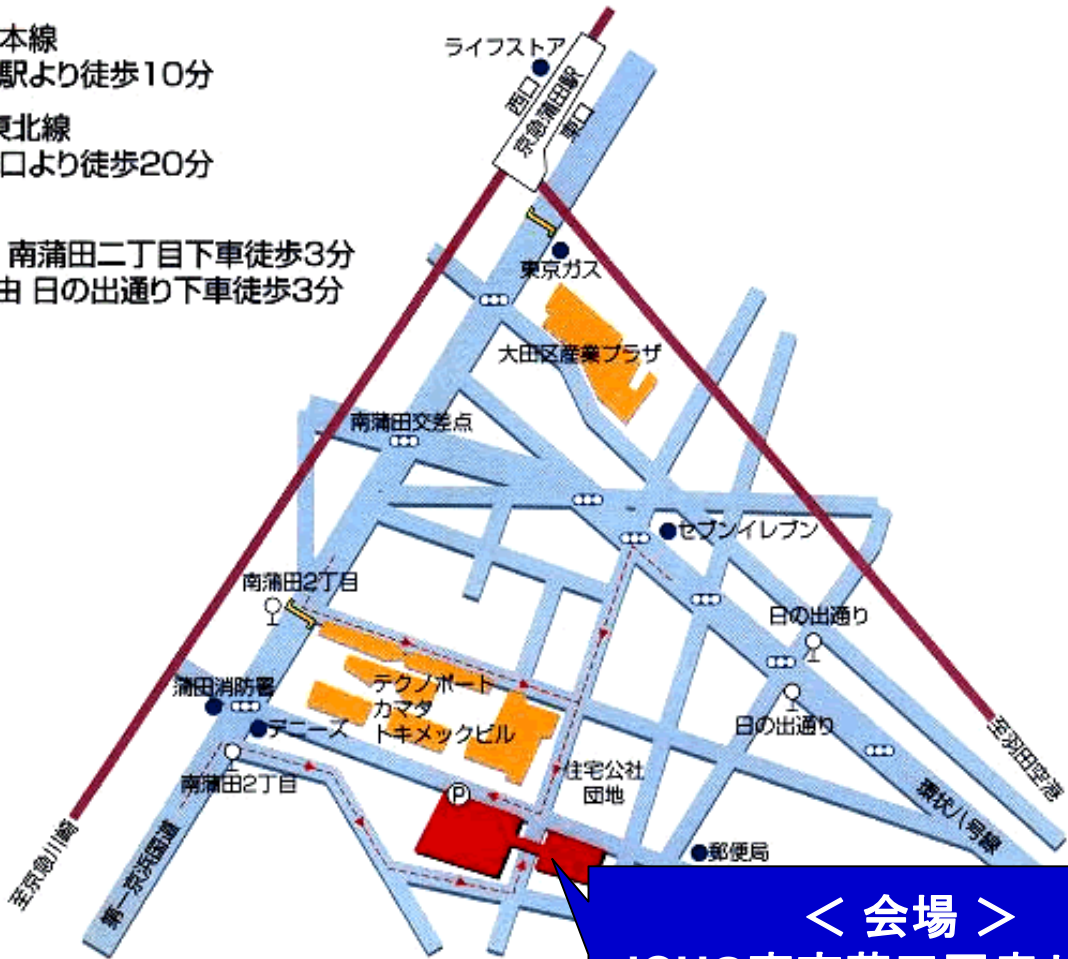 本線
駅より徒歩10分
東北線
口より徒歩20分
南蒲田二丁目下車徒歩3分
由 日の出通り下車徒歩3分
ライフストア
西口
京急蒲田駅
東口
東京ガス
大田区産業プラザ
南蒲田交差点
セブンイレブン
南蒲田2丁目
日の出通り
テクノポート
カマタ
トキメックビル
蒲田消防署
デニーズ
日の出通り
南蒲田2丁目
住宅公社
団地
P
至羽田空港
環状八号線
至京急川崎
第一京浜国道
郵便局
＜ 会場 ＞